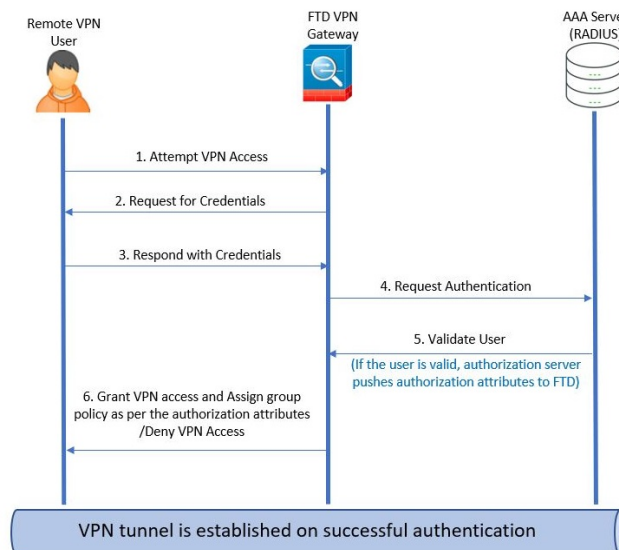 Remote VPN
User
FTD VPN
Gateway
AAA Serve
(RADIUS)
1. Attempt VPN Access
2. Request for Credentials
3. Respond with Credentials
4. Request Authentication
5. Validate User
(If the user is valid, authorization server
pushes authorization attributes to FTD)
6. Grant VPN access and Assign group
policy as per the authorization attributes
/Deny VPN Access
VPN tunnel is established on successful authentication